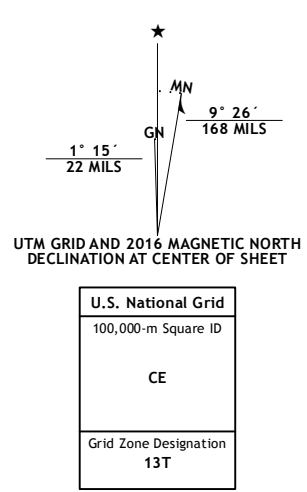 ★
MN
GN
9° 26´
168 MILS
1° 15´
22 MILS
UTM GRID AND 2016 MAGNETIC NORTH
DECLINATION AT CENTER OF SHEET
U.S. National Grid
100,000-m Square ID
CE
Grid Zone Designation
13T